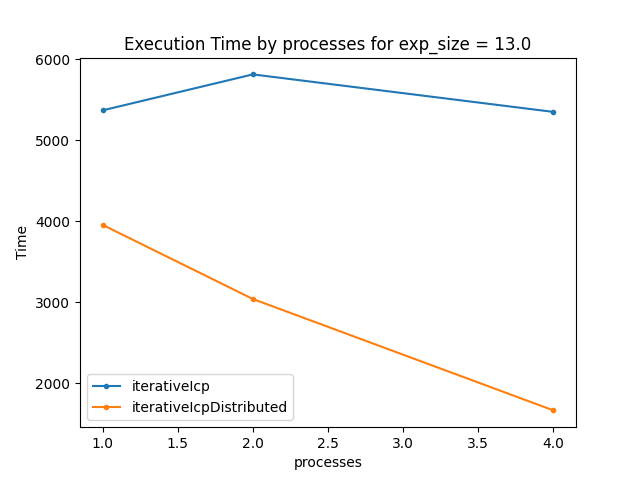 Execution Time by processes for exp_size = 13.0
6000
5000
4000
3000
2000
Time
iterativeIcp
iterativeIcpDistributed
1.0 1.5 2.0 2.5 3.0 3.5 4.0
processes